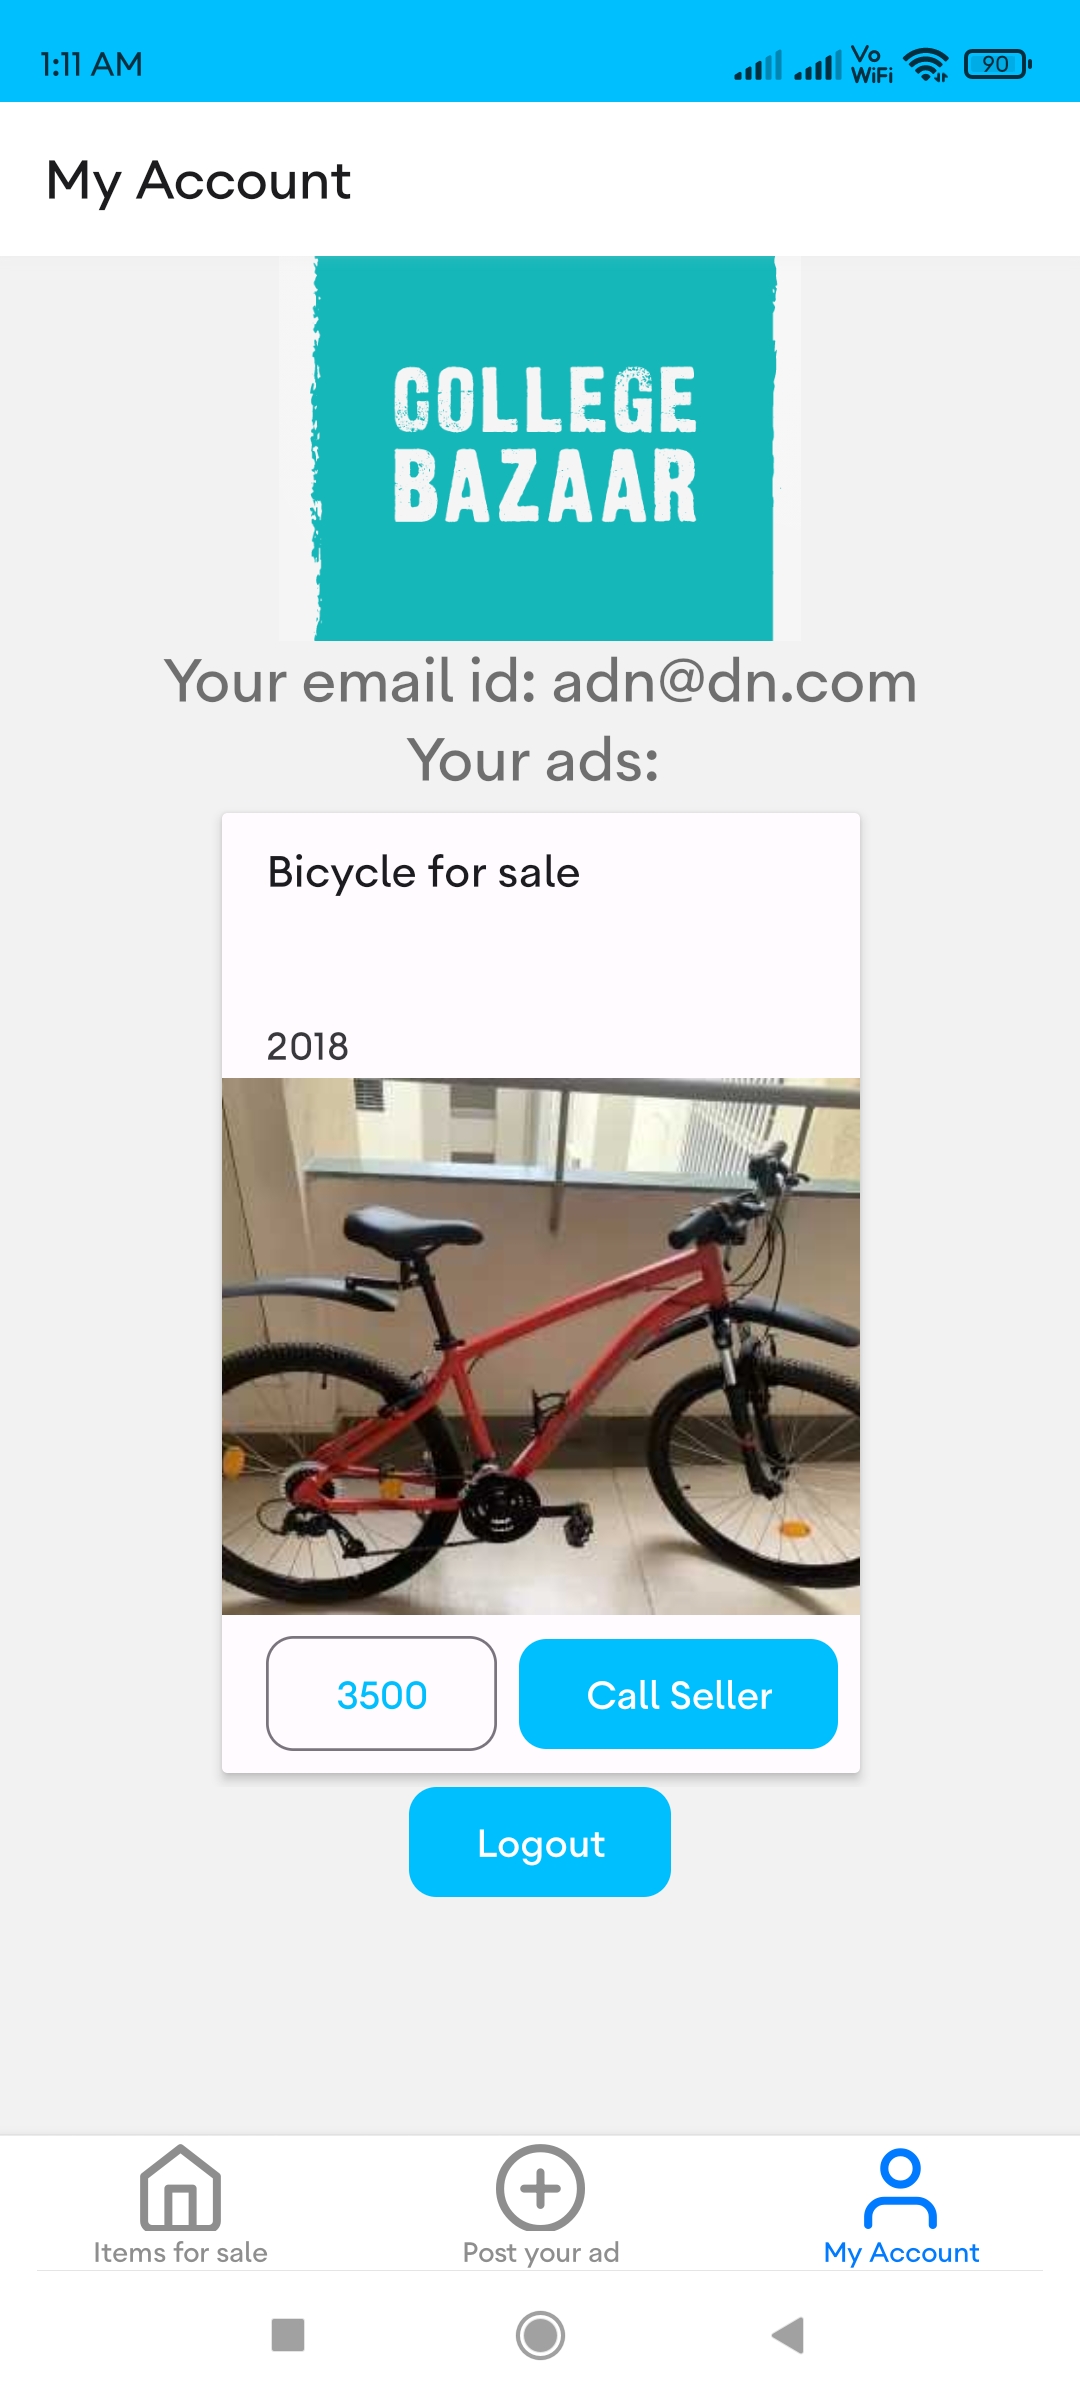 1:11 AM
Vo
WiFi
90
My Account
COLLEGE
BAZAAR
Your email id: adn@dn.com
Your ads:
Bicycle for sale
2018
3500
Call Seller
Logout
Items for sale
Post your ad
My Account